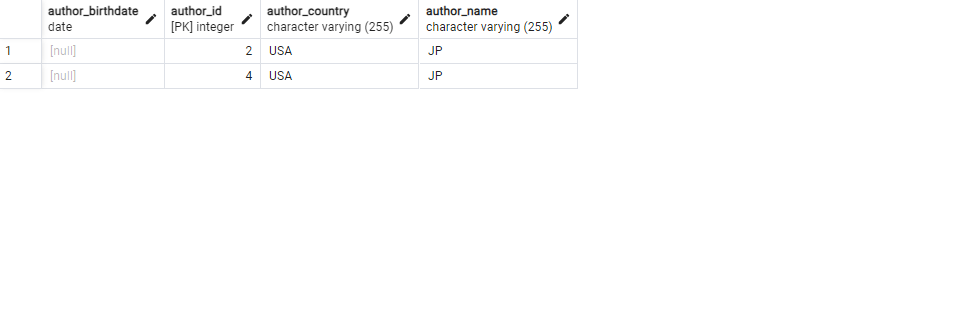 author_birthdate author_id author_country author_name
date [PK] integer character varying (255) character varying (255)
1 [null] 2 USA JP
2 [null] 4 USA JP